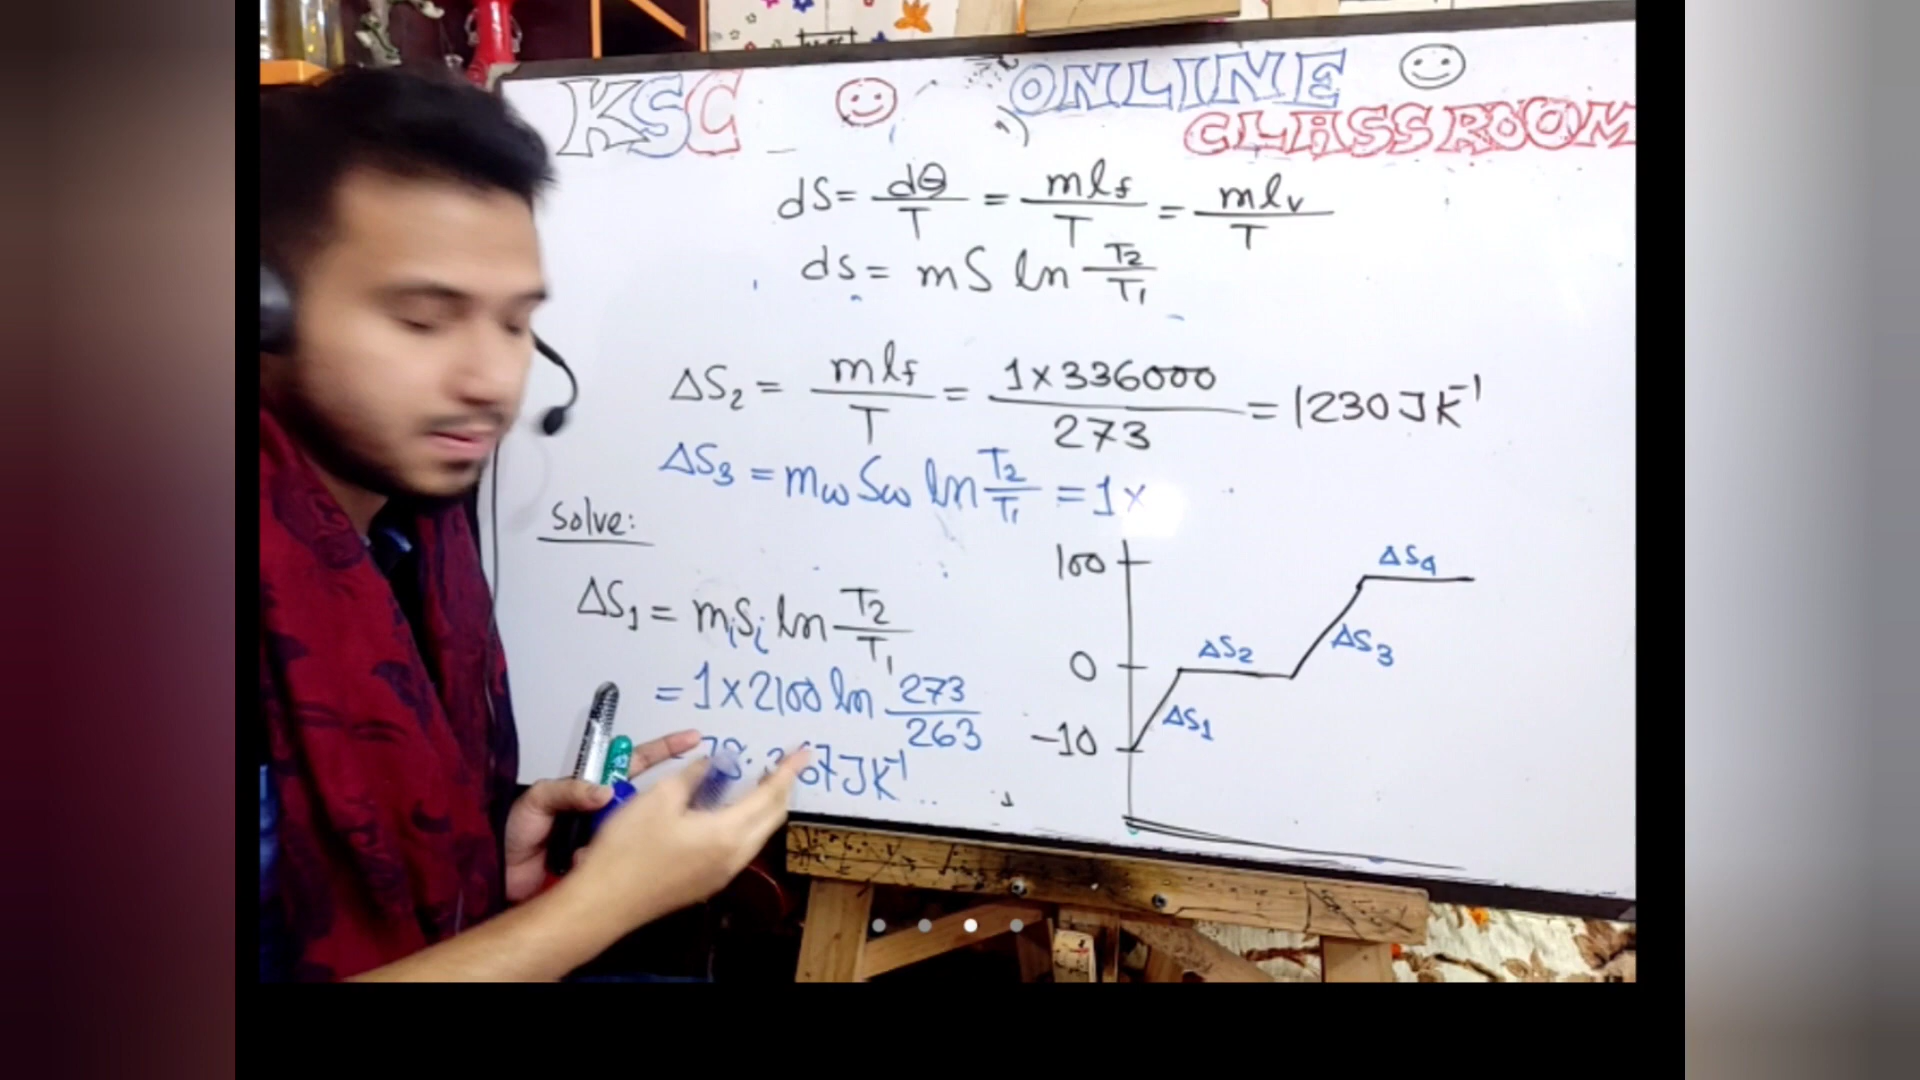 KSC ONLINE
CLASSROOM
dS = dθ/T = mlf/T = mlv/T
ds = mS ln T2/T1
ΔS2 = mlf/T = 1×336000/273 = 1230 JK⁻¹
ΔS3 = mω Sω ln T2/T1 = 1×
Solve:
ΔS1 = miSi ln T2/T1
= 1×2100 ln 273/263
JK⁻¹
100
0
-10
ΔS1
ΔS2
ΔS3
ΔS4